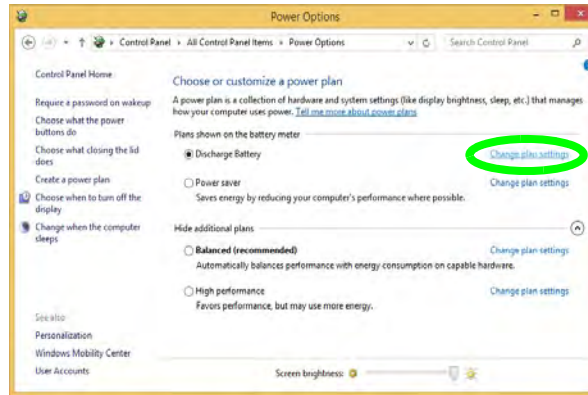 Power Options
Control Panel › All Control Panel Items › Power Options
Search Control Panel
Control Panel Home
Require a password on wakeup
Choose what the power
buttons do
Choose what closing the lid
does
Create a power plan
Choose when to turn off the
display
Change when the computer
sleeps
See also
Personalization
Windows Mobility Center
User Accounts
Choose or customize a power plan
A power plan is a collection of hardware and system settings (like display brightness, sleep, etc.) that manages
how your computer uses power. Tell me more about power plans
Plans shown on the battery meter
Discharge Battery Change plan settings
Power saver Change plan settings
Saves energy by reducing your computer's performance where possible.
Hide additional plans
Balanced (recommended) Change plan settings
Automatically balances performance with energy consumption on capable hardware.
High performance Change plan settings
Favors performance, but may use more energy.
Screen brightness: